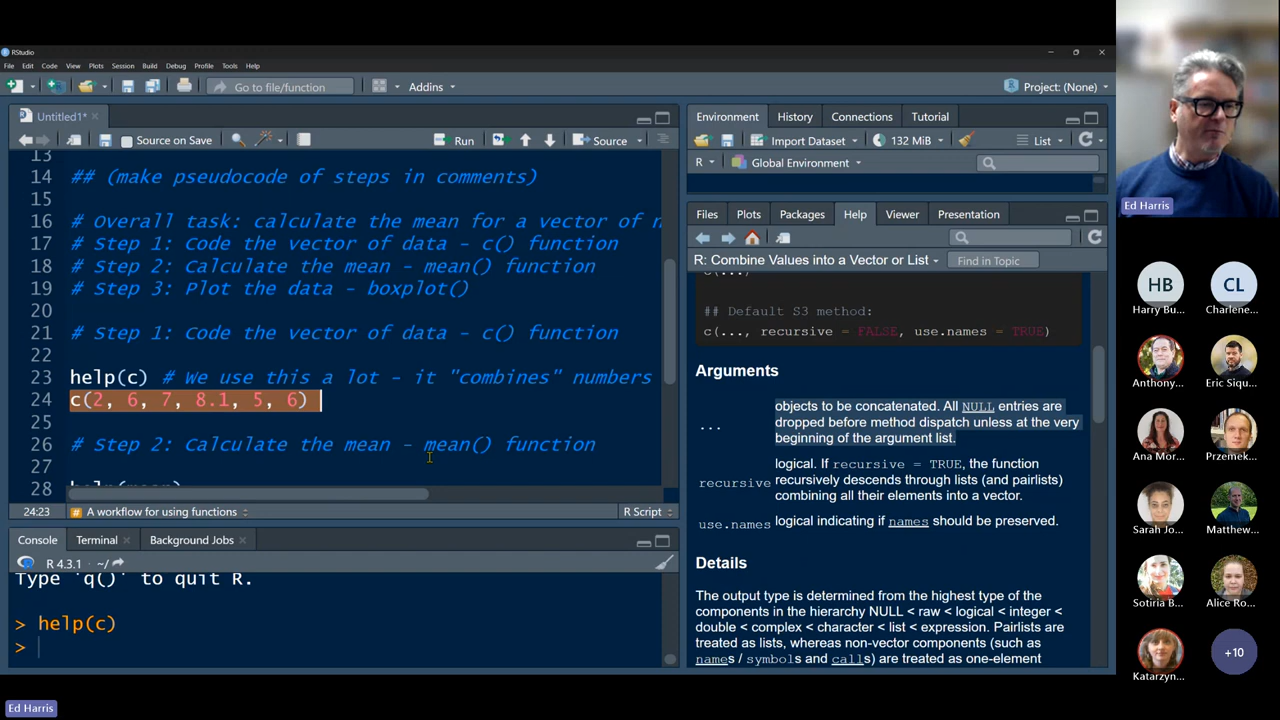 RStudio
File Edit Code View Plots Session Build Debug Profile Tools Help
Go to file/function Addins Project: (None)
Untitled1*
Source on Save Run Source
13
14 ## (make pseudocode of steps in comments)
15
16 # Overall task: calculate the mean for a vector of n
17 # Step 1: Code the vector of data - c() function
18 # Step 2: Calculate the mean - mean() function
19 # Step 3: Plot the data - boxplot()
20
21 # Step 1: Code the vector of data - c() function
22
23 help(c) # We use this a lot - it "combines" numbers
24 c(2, 6, 7, 8.1, 5, 6)
25
26 # Step 2: Calculate the mean - mean() function
27
28 help(mean)
24:23 # A workflow for using functions R Script
Console Terminal Background Jobs
R 4.3.1 · ~/
Type 'q()' to quit R.
> help(c)
>
Environment History Connections Tutorial
Import Dataset 132 MiB List
R Global Environment
Files Plots Packages Help Viewer Presentation
R: Combine Values into a Vector or List Find in Topic
c(...)
## Default S3 method:
c(..., recursive = FALSE, use.names = TRUE)
Arguments
... objects to be concatenated. All NULL entries are
dropped before method dispatch unless at the very
beginning of the argument list.
recursive logical. If recursive = TRUE, the function
recursively descends through lists (and pairlists)
combining all their elements into a vector.
use.names logical indicating if names should be preserved.
Details
The output type is determined from the highest type of the
components in the hierarchy NULL < raw < logical < integer <
double < complex < character < list < expression. Pairlists are
treated as lists, whereas non-vector components (such as
names / symbols and calls) are treated as one-element
Ed Harris
HB CL
Harry Bu... Charlene...
Anthony... Eric Siqu...
Ana Mor... Przemek...
Sarah Jo... Matthew...
Sotiria B... Alice Ro...
+10
Katarzyn...
Ed Harris